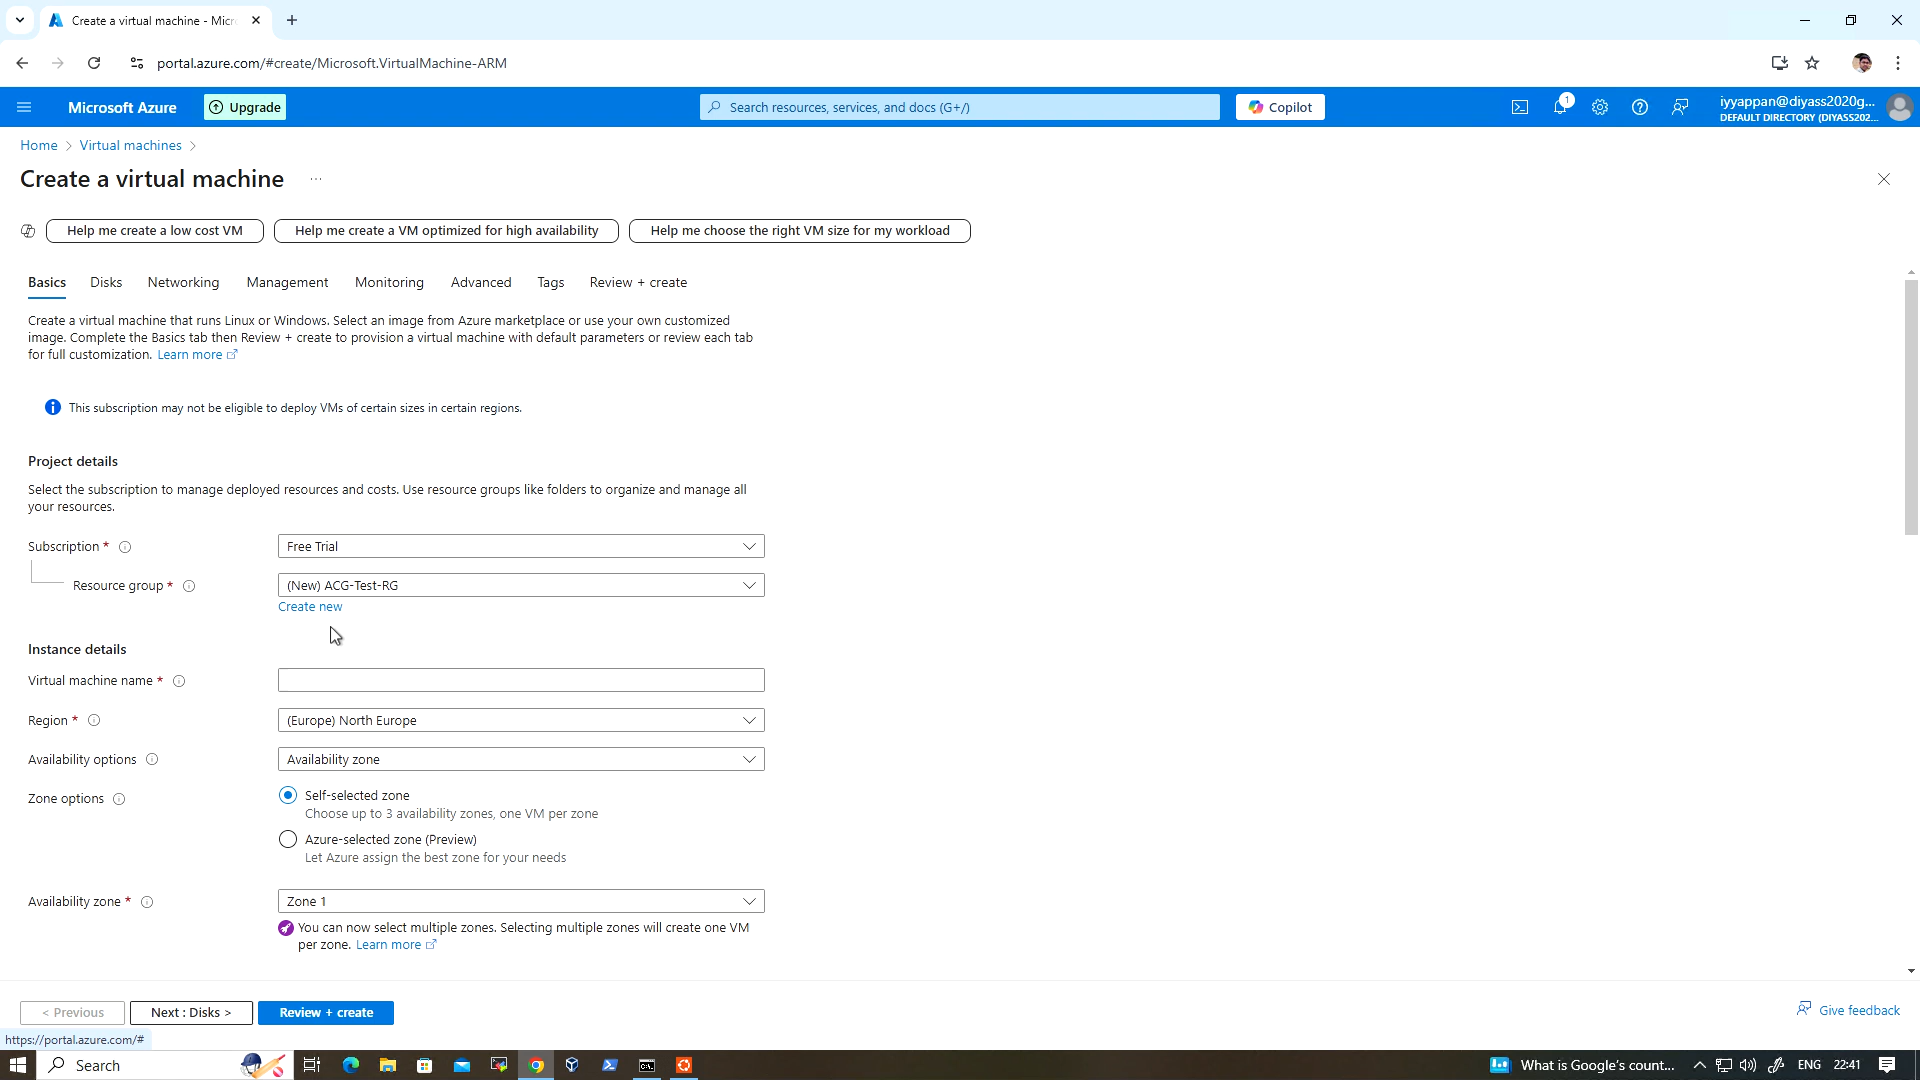 Create a virtual machine - Micr
portal.azure.com/#create/Microsoft.VirtualMachine-ARM
Microsoft Azure
Upgrade
Search resources, services, and docs (G+/)
Copilot
1
iyyappan@diyass2020g...
DEFAULT DIRECTORY (DIYASS202...
Home > Virtual machines >
Create a virtual machine ...
Help me create a low cost VM
Help me create a VM optimized for high availability
Help me choose the right VM size for my workload
Basics Disks Networking Management Monitoring Advanced Tags Review + create
Create a virtual machine that runs Linux or Windows. Select an image from Azure marketplace or use your own customized
image. Complete the Basics tab then Review + create to provision a virtual machine with default parameters or review each tab
for full customization. Learn more
This subscription may not be eligible to deploy VMs of certain sizes in certain regions.
Project details
Select the subscription to manage deployed resources and costs. Use resource groups like folders to organize and manage all
your resources.
Subscription * Free Trial
Resource group * (New) ACG-Test-RG
Create new
Instance details
Virtual machine name *
Region * (Europe) North Europe
Availability options Availability zone
Zone options Self-selected zone
Choose up to 3 availability zones, one VM per zone
Azure-selected zone (Preview)
Let Azure assign the best zone for your needs
Availability zone * Zone 1
You can now select multiple zones. Selecting multiple zones will create one VM
per zone. Learn more
< Previous
Next : Disks >
Review + create
Give feedback
https://portal.azure.com/#
Search
What is Google's count...
ENG
22:41